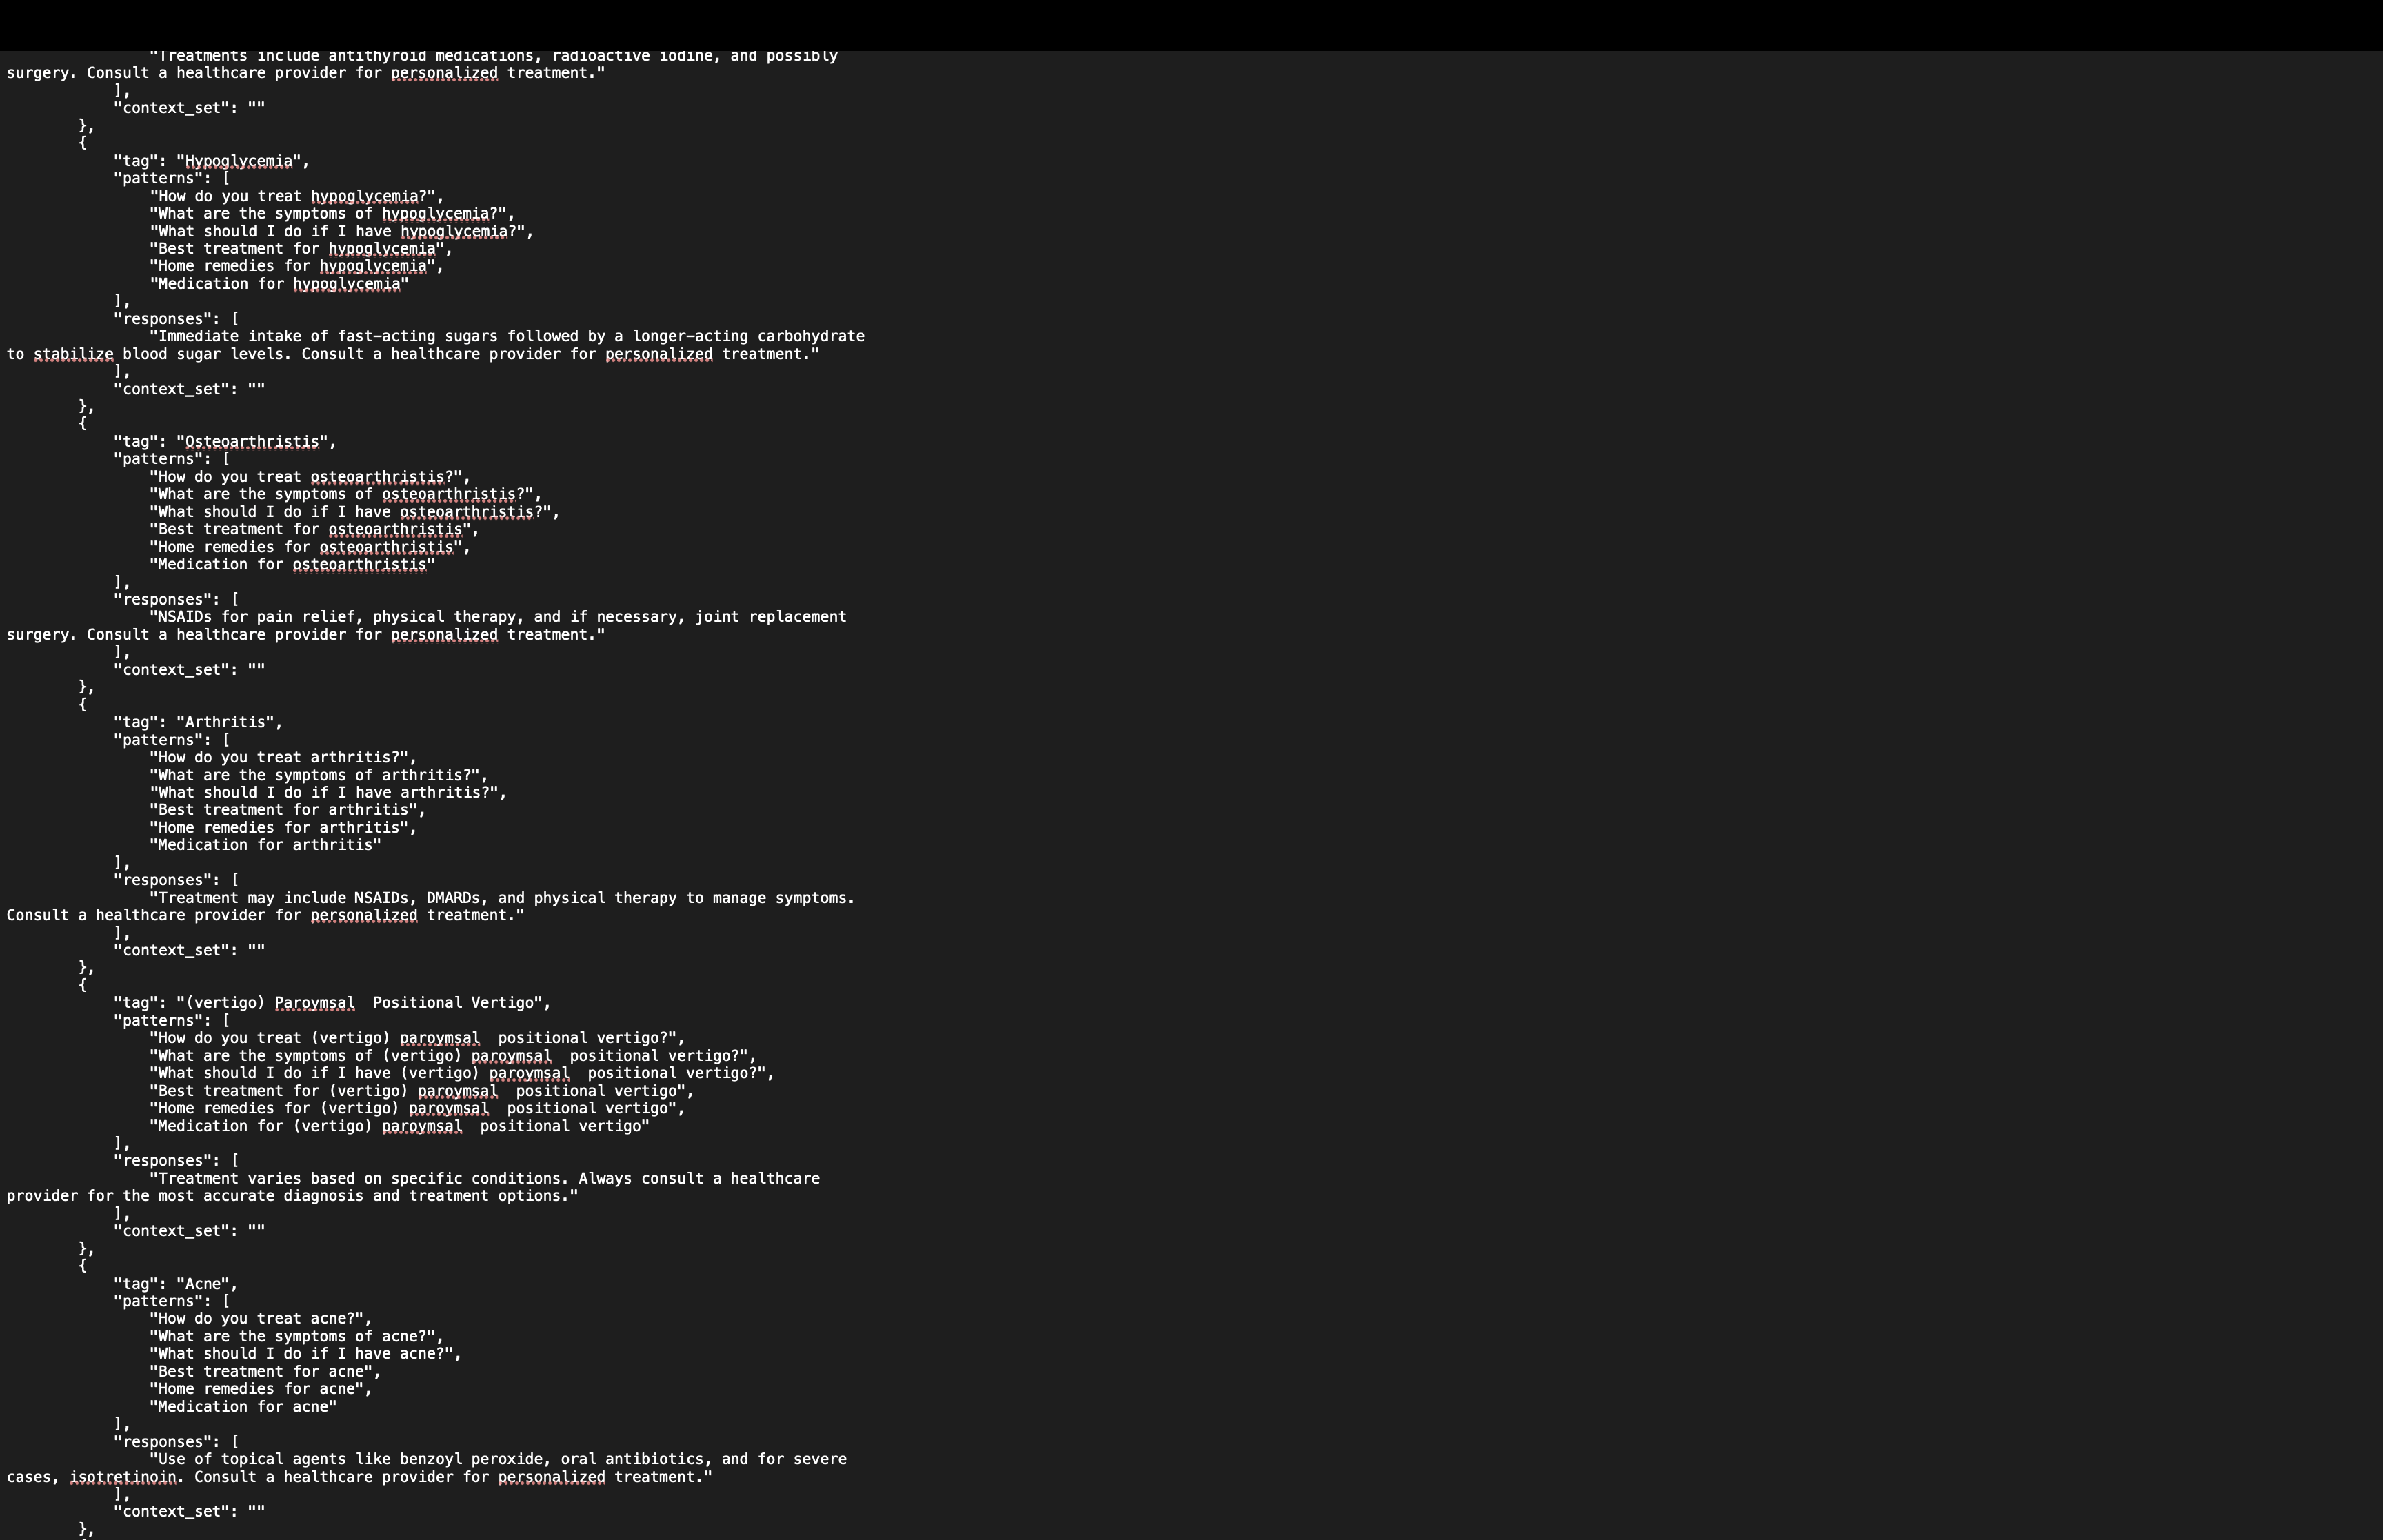 "Treatments include antithyroid medications, radioactive iodine, and possibly
surgery. Consult a healthcare provider for personalized treatment."
],
"context_set": ""
},
{
"tag": "Hypoglycemia",
"patterns": [
"How do you treat hypoglycemia?",
"What are the symptoms of hypoglycemia?",
"What should I do if I have hypoglycemia?",
"Best treatment for hypoglycemia",
"Home remedies for hypoglycemia",
"Medication for hypoglycemia"
],
"responses": [
"Immediate intake of fast-acting sugars followed by a longer-acting carbohydrate
to stabilize blood sugar levels. Consult a healthcare provider for personalized treatment."
],
"context_set": ""
},
{
"tag": "Osteoarthristis",
"patterns": [
"How do you treat osteoarthristis?",
"What are the symptoms of osteoarthristis?",
"What should I do if I have osteoarthristis?",
"Best treatment for osteoarthristis",
"Home remedies for osteoarthristis",
"Medication for osteoarthristis"
],
"responses": [
"NSAIDs for pain relief, physical therapy, and if necessary, joint replacement
surgery. Consult a healthcare provider for personalized treatment."
],
"context_set": ""
},
{
"tag": "Arthritis",
"patterns": [
"How do you treat arthritis?",
"What are the symptoms of arthritis?",
"What should I do if I have arthritis?",
"Best treatment for arthritis",
"Home remedies for arthritis",
"Medication for arthritis"
],
"responses": [
"Treatment may include NSAIDs, DMARDs, and physical therapy to manage symptoms.
Consult a healthcare provider for personalized treatment."
],
"context_set": ""
},
{
"tag": "(vertigo) Paroymsal  Positional Vertigo",
"patterns": [
"How do you treat (vertigo) paroymsal  positional vertigo?",
"What are the symptoms of (vertigo) paroymsal  positional vertigo?",
"What should I do if I have (vertigo) paroymsal  positional vertigo?",
"Best treatment for (vertigo) paroymsal  positional vertigo",
"Home remedies for (vertigo) paroymsal  positional vertigo",
"Medication for (vertigo) paroymsal  positional vertigo"
],
"responses": [
"Treatment varies based on specific conditions. Always consult a healthcare
provider for the most accurate diagnosis and treatment options."
],
"context_set": ""
},
{
"tag": "Acne",
"patterns": [
"How do you treat acne?",
"What are the symptoms of acne?",
"What should I do if I have acne?",
"Best treatment for acne",
"Home remedies for acne",
"Medication for acne"
],
"responses": [
"Use of topical agents like benzoyl peroxide, oral antibiotics, and for severe
cases, isotretinoin. Consult a healthcare provider for personalized treatment."
],
"context_set": ""
},